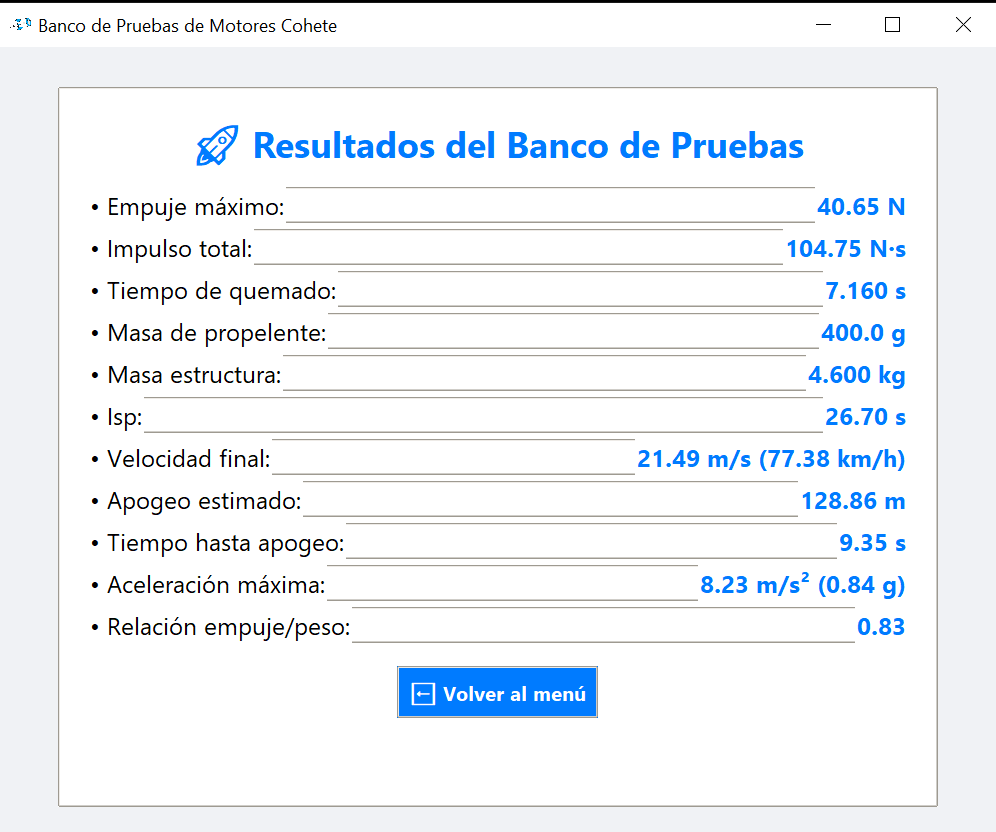 Banco de Pruebas de Motores Cohete
Resultados del Banco de Pruebas
• Empuje máximo: 40.65 N
• Impulso total: 104.75 N·s
• Tiempo de quemado: 7.160 s
• Masa de propelente: 400.0 g
• Masa estructura: 4.600 kg
• Isp: 26.70 s
• Velocidad final: 21.49 m/s (77.38 km/h)
• Apogeo estimado: 128.86 m
• Tiempo hasta apogeo: 9.35 s
• Aceleración máxima: 8.23 m/s² (0.84 g)
• Relación empuje/peso: 0.83
Volver al menú